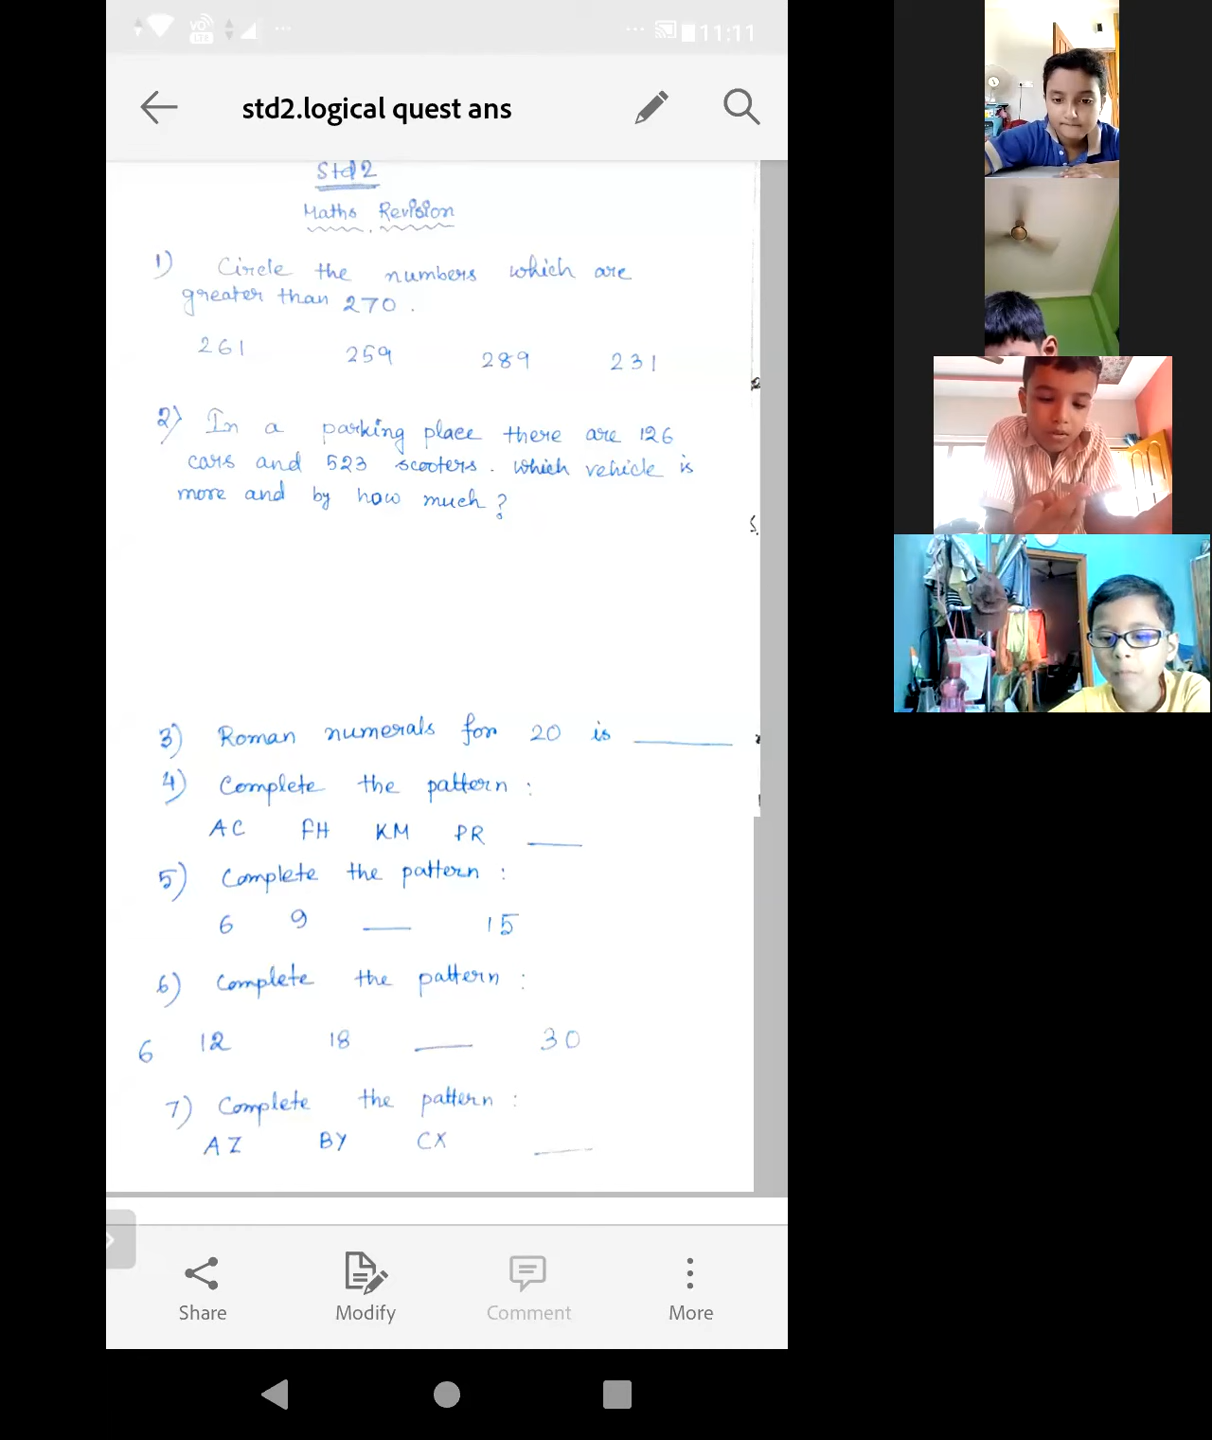 VO LTE 11:11
std2.logical quest ans
Std 2
Maths Revision
1) Circle the numbers which are
greater than 270.
261 259 289 231
2) In a parking place there are 126
cars and 523 scooters. which vehicle is
more and by how much?
3) Roman numerals for 20 is ______
4) Complete the pattern :
AC FH KM PR ____
5) Complete the pattern :
6 9 ____ 15
6) Complete the pattern :
6 12 18 ____ 30
7) Complete the pattern :
AZ BY CX ____
Share Modify Comment More